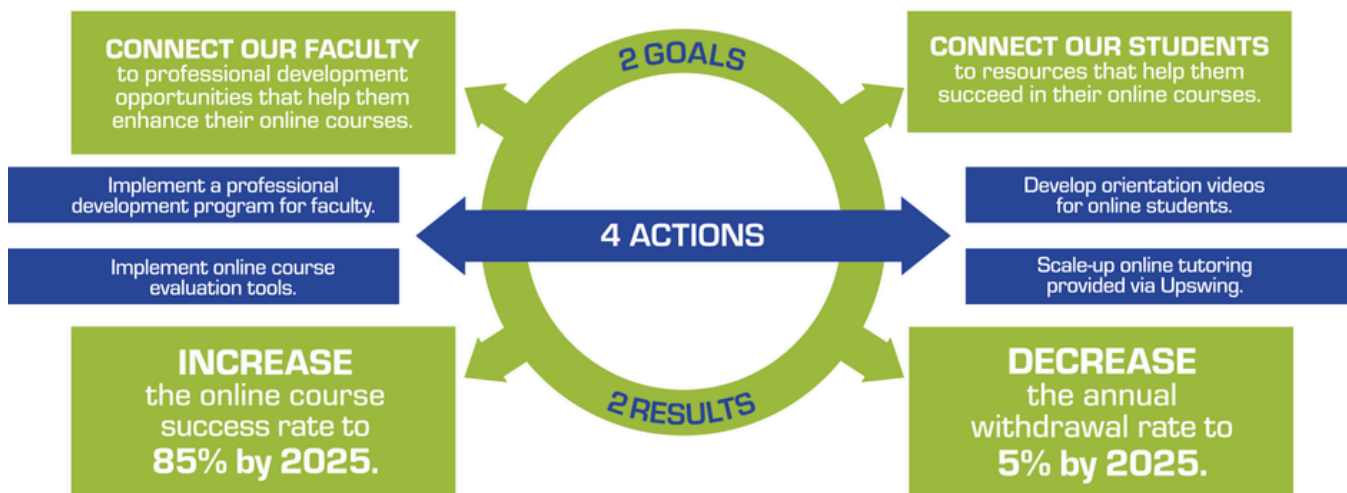 CONNECT OUR FACULTY
to professional development
opportunities that help them
enhance their online courses.
2 GOALS
CONNECT OUR STUDENTS
to resources that help them
succeed in their online courses.
Implement a professional
development program for faculty.
Implement online course
evaluation tools.
4 ACTIONS
Develop orientation videos
for online students.
Scale-up online tutoring
provided via Upswing.
INCREASE
the online course
success rate to
85% by 2025.
2 RESULTS
DECREASE
the annual
withdrawal rate to
5% by 2025.